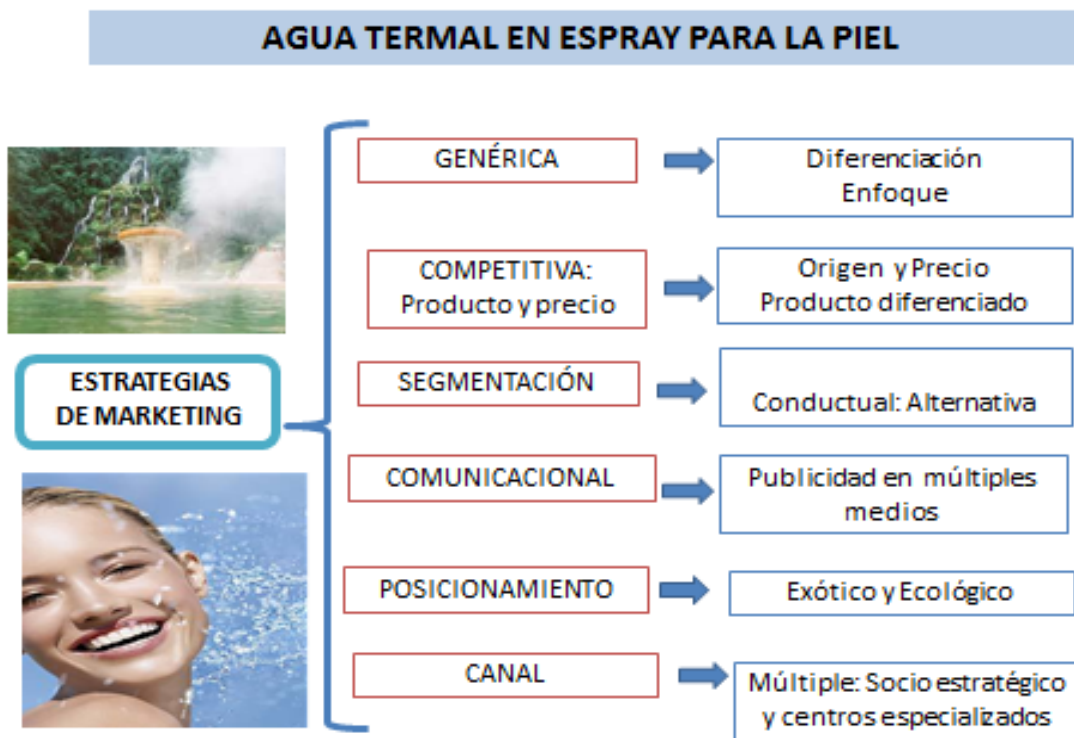 AGUA TERMAL EN ESPRAY PARA LA PIEL
ESTRATEGIAS
DE MARKETING
GENÉRICA
Diferenciación
Enfoque
COMPETITIVA:
Producto y precio
Origen y Precio
Producto diferenciado
SEGMENTACIÓN
Conductual: Alternativa
COMUNICACIONAL
Publicidad en múltiples
medios
POSICIONAMIENTO
Exótico y Ecológico
CANAL
Múltiple: Socio estratégico
y centros especializados